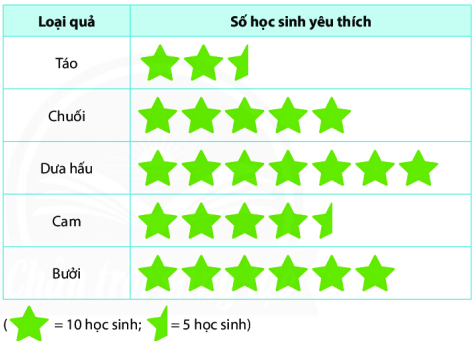 Loại quả Số học sinh yêu thích
Táo
Chuối
Dưa hấu
Cam
Bưởi
( = 10 học sinh; = 5 học sinh)